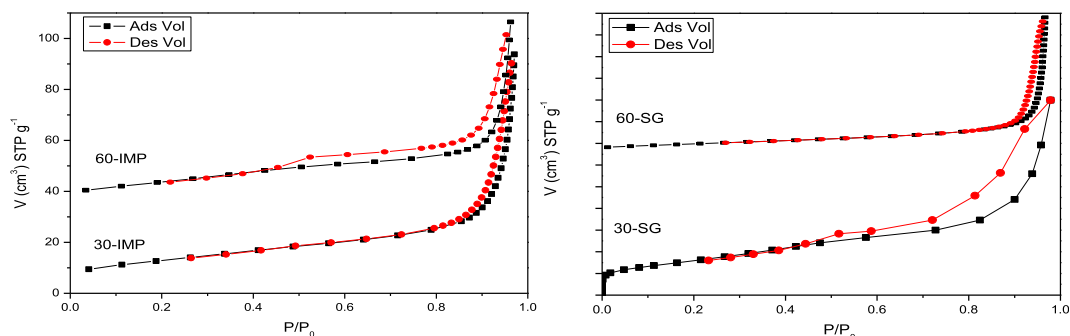 Ads Vol
Des Vol
100
80
60
40
20
0
V (cm³) STP g⁻¹
60-IMP
30-IMP
0.0 0.2 0.4 0.6 0.8 1.0
P/P₀
Ads Vol
Des Vol
V (cm³) STP g⁻¹
60-SG
30-SG
0.0 0.2 0.4 0.6 0.8 1.0
P/P₀